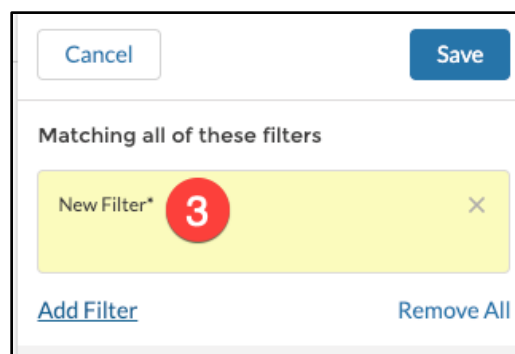 Cancel Save
Matching all of these filters
New Filter* 3 ×
Add Filter Remove All